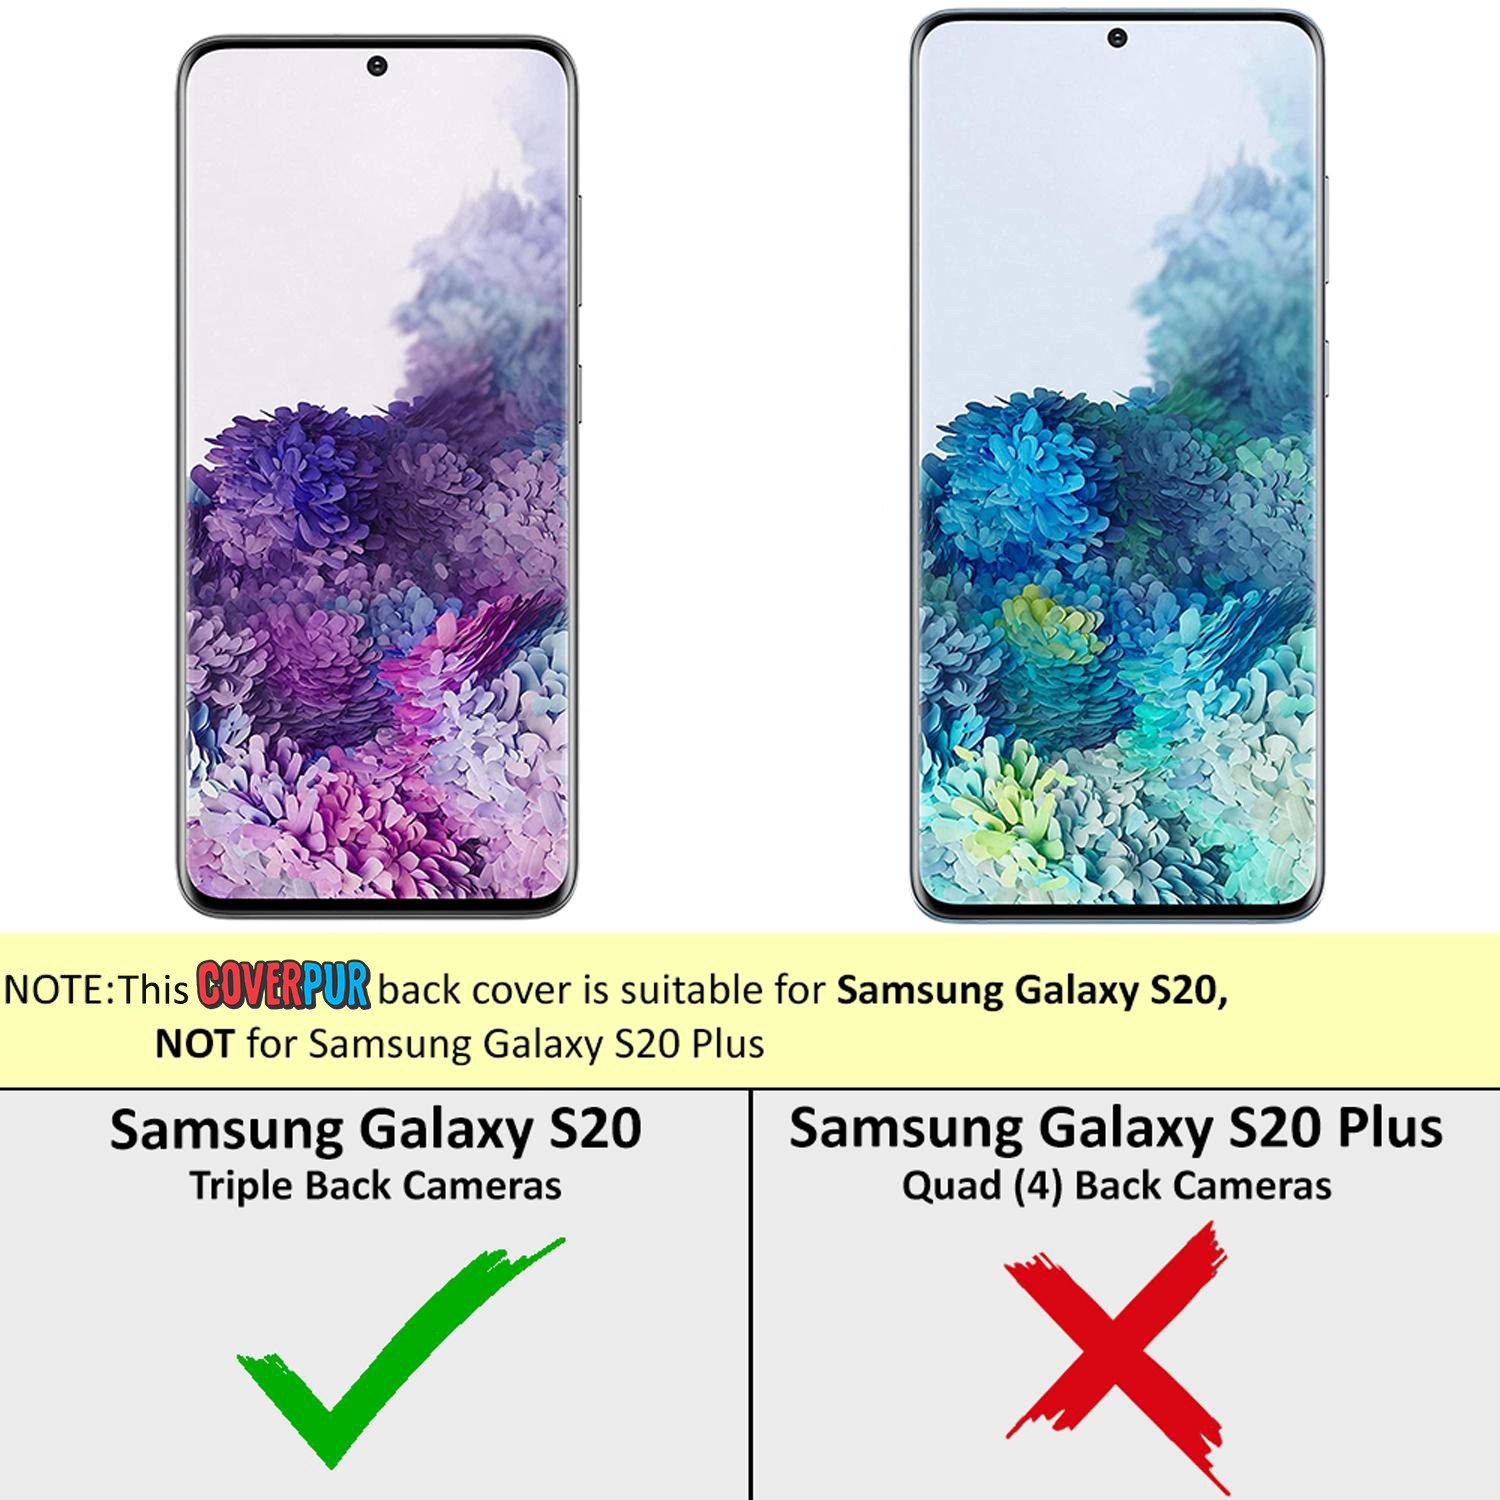 NOTE:This COVERPUR back cover is suitable for Samsung Galaxy S20,
NOT for Samsung Galaxy S20 Plus
Samsung Galaxy S20
Triple Back Cameras
Samsung Galaxy S20 Plus
Quad (4) Back Cameras